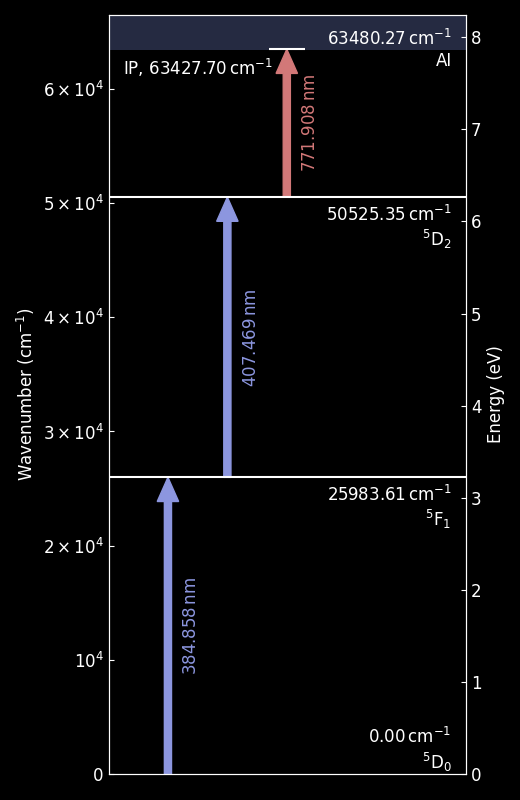 63480.27 cm⁻¹
AI
IP, 63427.70 cm⁻¹
771.908 nm
50525.35 cm⁻¹
⁵D₂
407.469 nm
25983.61 cm⁻¹
⁵F₁
384.858 nm
0.00 cm⁻¹
⁵D₀
Wavenumber (cm⁻¹)
6 × 10⁴
5 × 10⁴
4 × 10⁴
3 × 10⁴
2 × 10⁴
10⁴
0
Energy (eV)
8
7
6
5
4
3
2
1
0